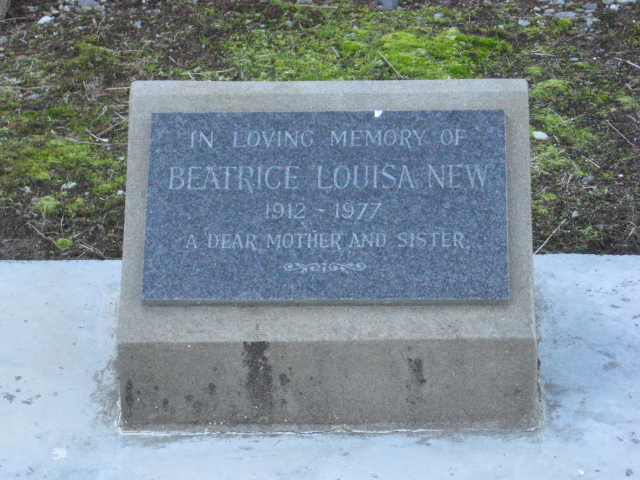 IN LOVING MEMORY OF
BEATRICE LOUISA NEW
1912 - 1977
A DEAR MOTHER AND SISTER.